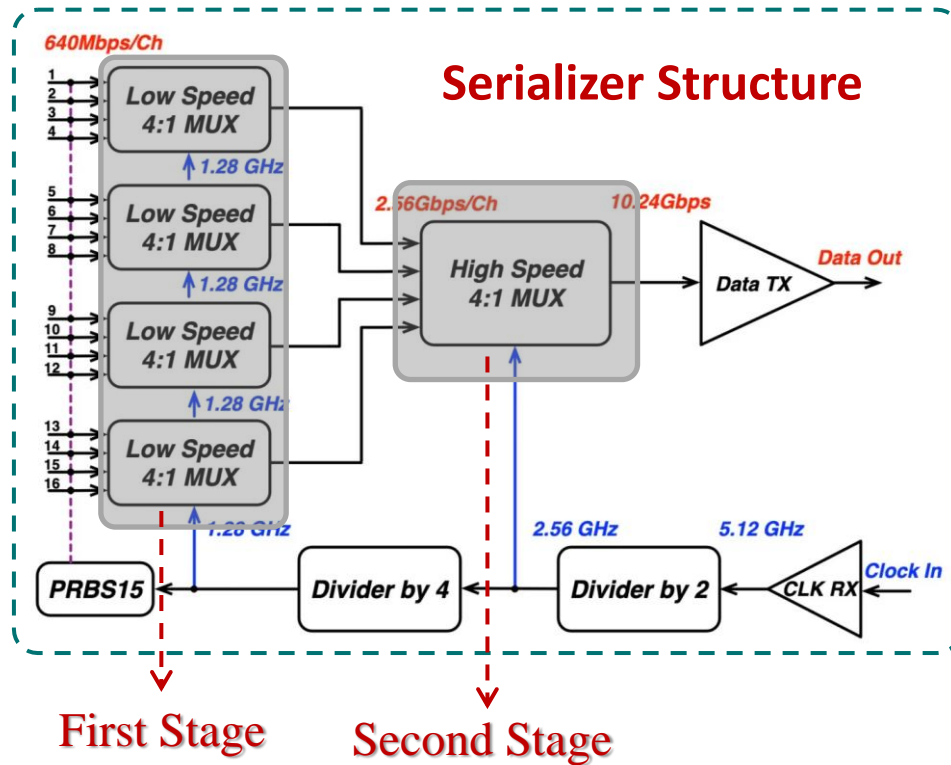 Serializer Structure
640Mbps/Ch
1
2
3
4
Low Speed
4:1 MUX
1.28 GHz
5
6
7
8
Low Speed
4:1 MUX
1.28 GHz
9
10
11
12
Low Speed
4:1 MUX
1.28 GHz
13
14
15
16
Low Speed
4:1 MUX
1.28 GHz
2.56Gbps/Ch
High Speed
4:1 MUX
10.24Gbps
Data TX
Data Out
PRBS15
Divider by 4
2.56 GHz
Divider by 2
5.12 GHz
CLK RX
Clock In
First Stage
Second Stage